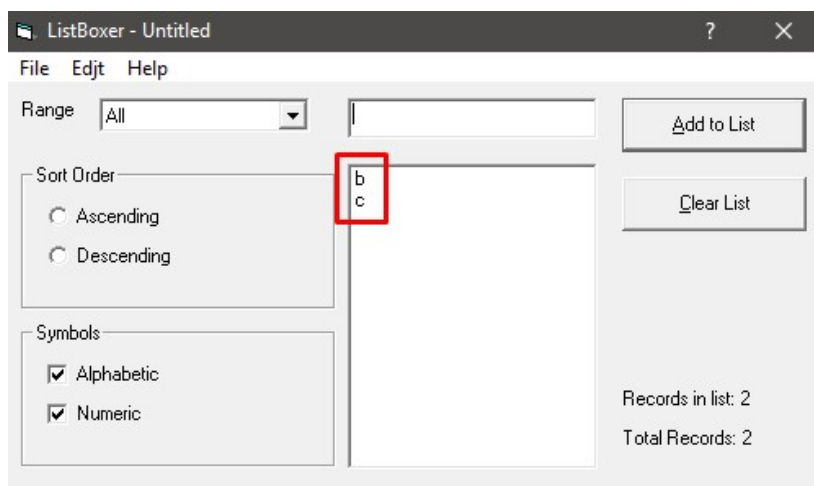 ListBoxer - Untitled ?
File Edjt Help
Range All
Add to List
Sort Order
b
c
Clear List
Ascending
Descending
Symbols
Alphabetic
Numeric
Records in list: 2
Total Records: 2